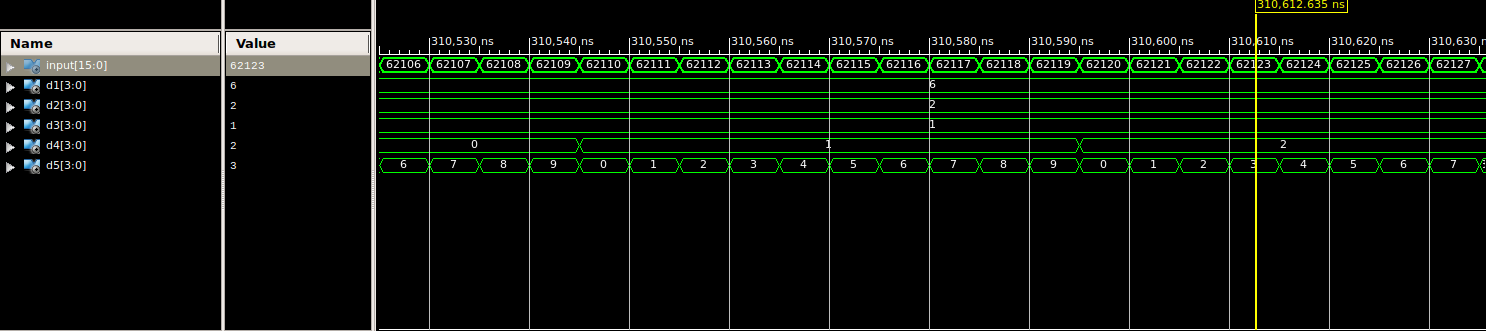 310,612.635 ns
Name Value
310,530 ns 310,540 ns 310,550 ns 310,560 ns 310,570 ns 310,580 ns 310,590 ns 310,600 ns 310,610 ns 310,620 ns 310,630 ns
input[15:0] 62123 62106 62107 62108 62109 62110 62111 62112 62113 62114 62115 62116 62117 62118 62119 62120 62121 62122 62123 62124 62125 62126 62127
d1[3:0] 6 6
d2[3:0] 2 2
d3[3:0] 1 1
d4[3:0] 2 0 1 2
d5[3:0] 3 6 7 8 9 0 1 2 3 4 5 6 7 8 9 0 1 2 3 4 5 6 7